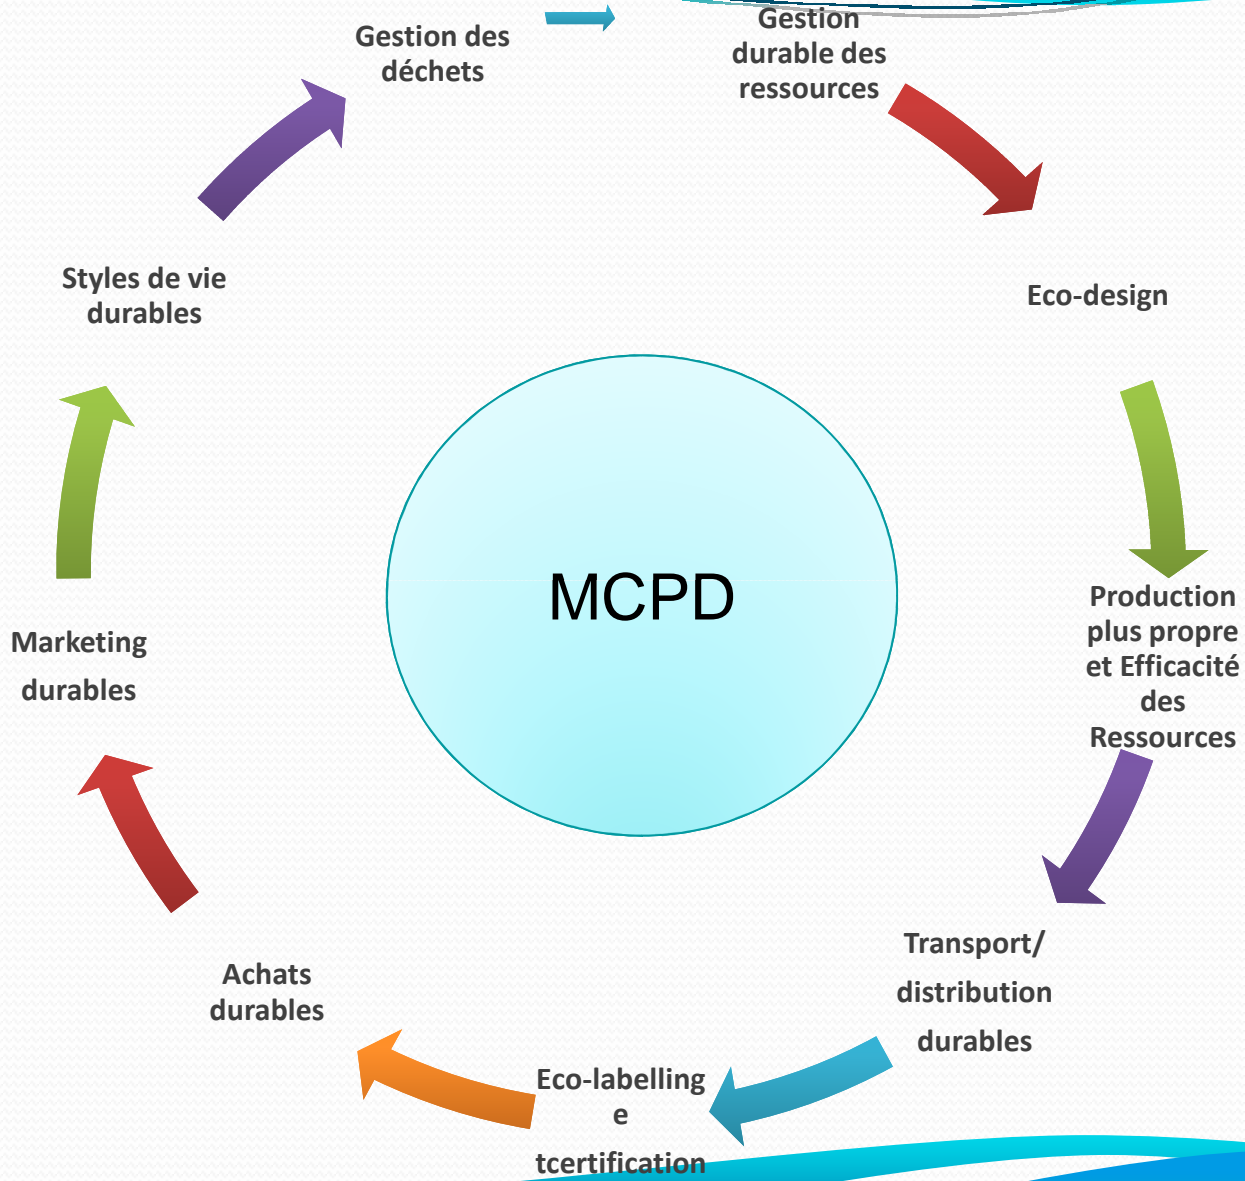 Gestion des
déchets
Gestion
durable des
ressources
Eco-design
Production
plus propre
et Efficacité
des
Ressources
Transport/
distribution
durables
Eco-labelling
e
tcertification
Achats
durables
Marketing
durables
Styles de vie
durables
MCPD